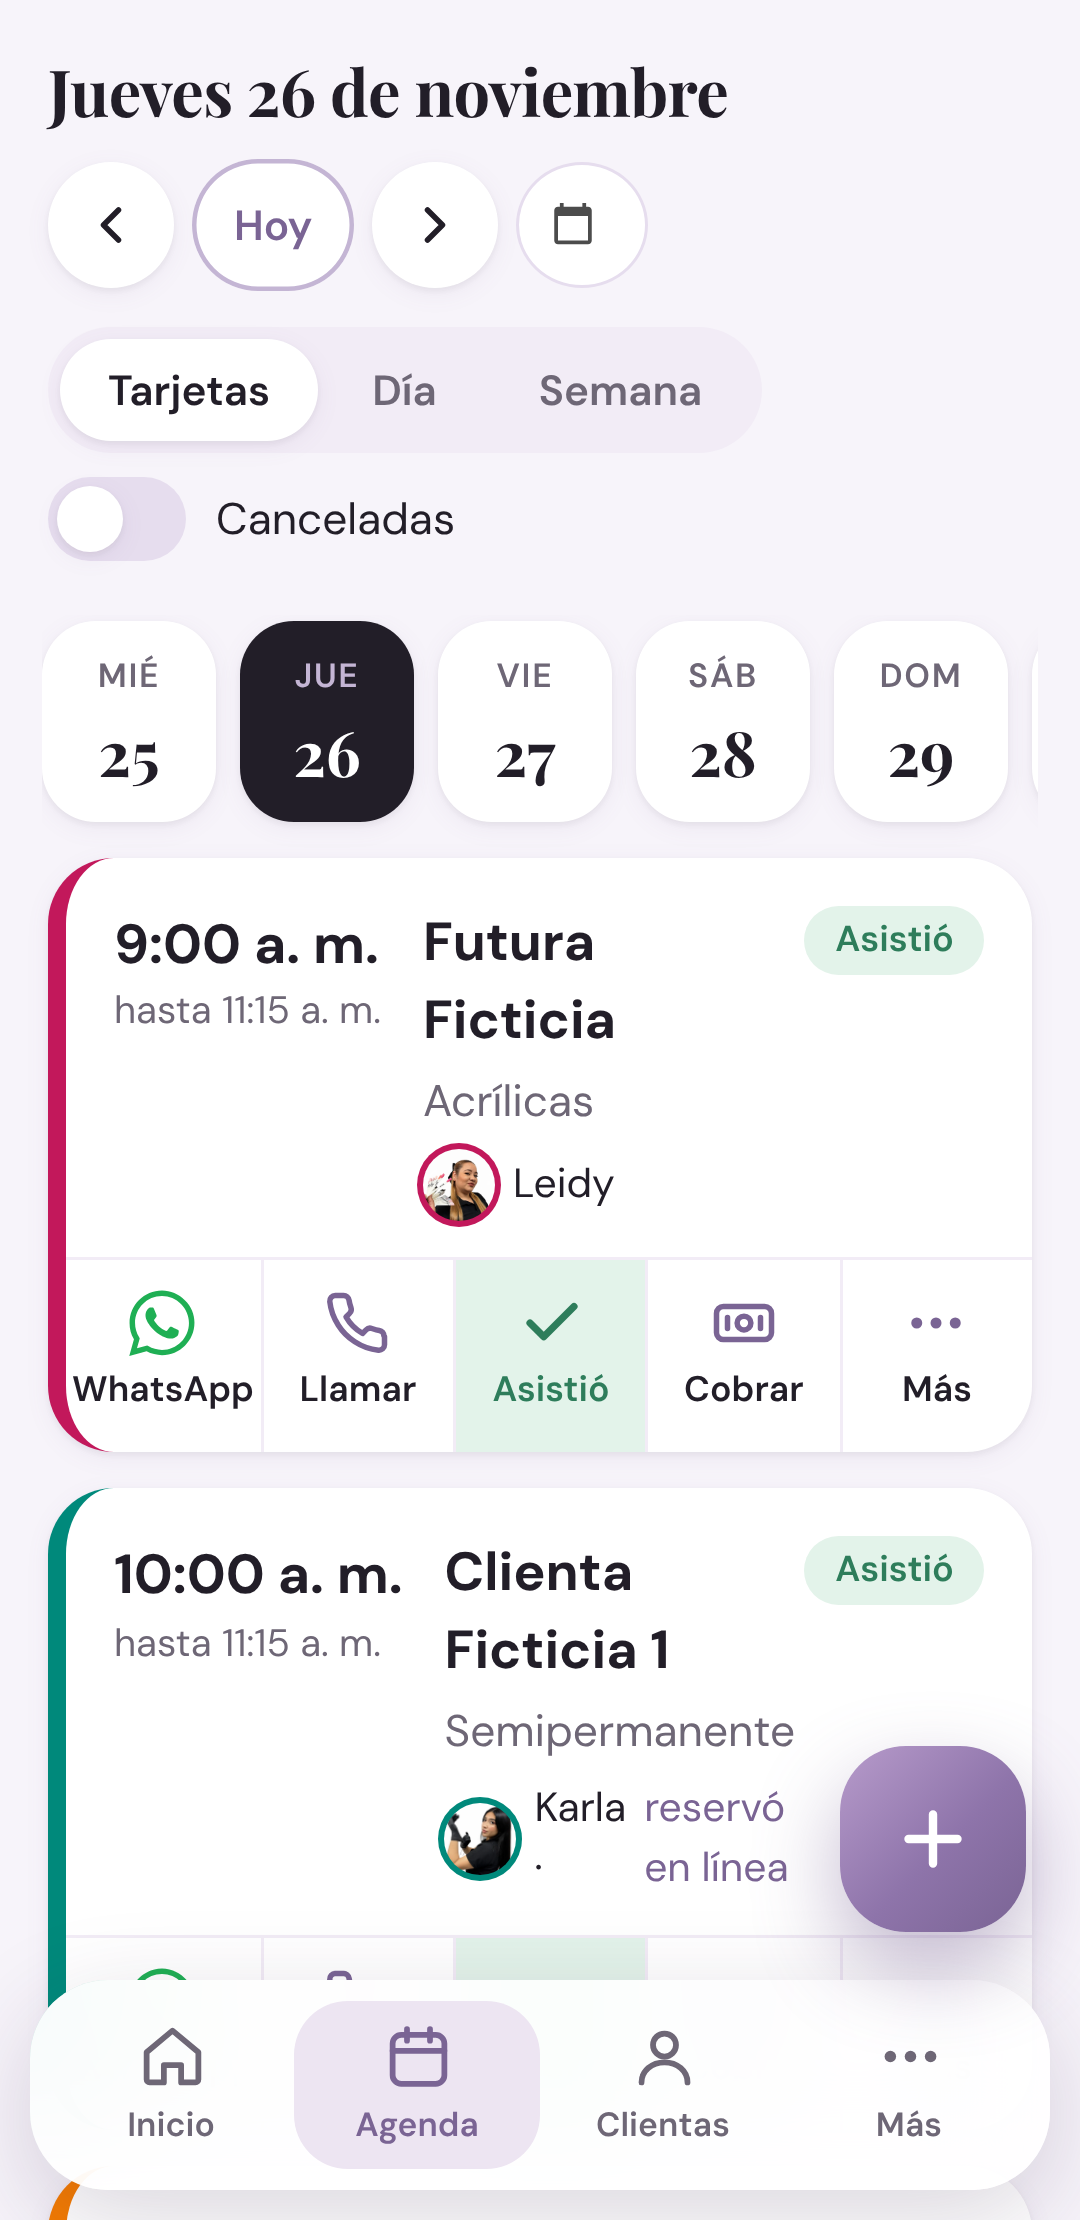 Jueves 26 de noviembre
Hoy
Tarjetas Día Semana
Canceladas
MIÉ JUE VIE SÁB DOM
25 26 27 28 29
9:00 a. m. Futura Asistió
hasta 11:15 a. m. Ficticia
Acrílicas
Leidy
WhatsApp Llamar Asistió Cobrar Más
10:00 a. m. Clienta Asistió
hasta 11:15 a. m. Ficticia 1
Semipermanente
Karla reservó
. en línea
Inicio Agenda Clientas Más